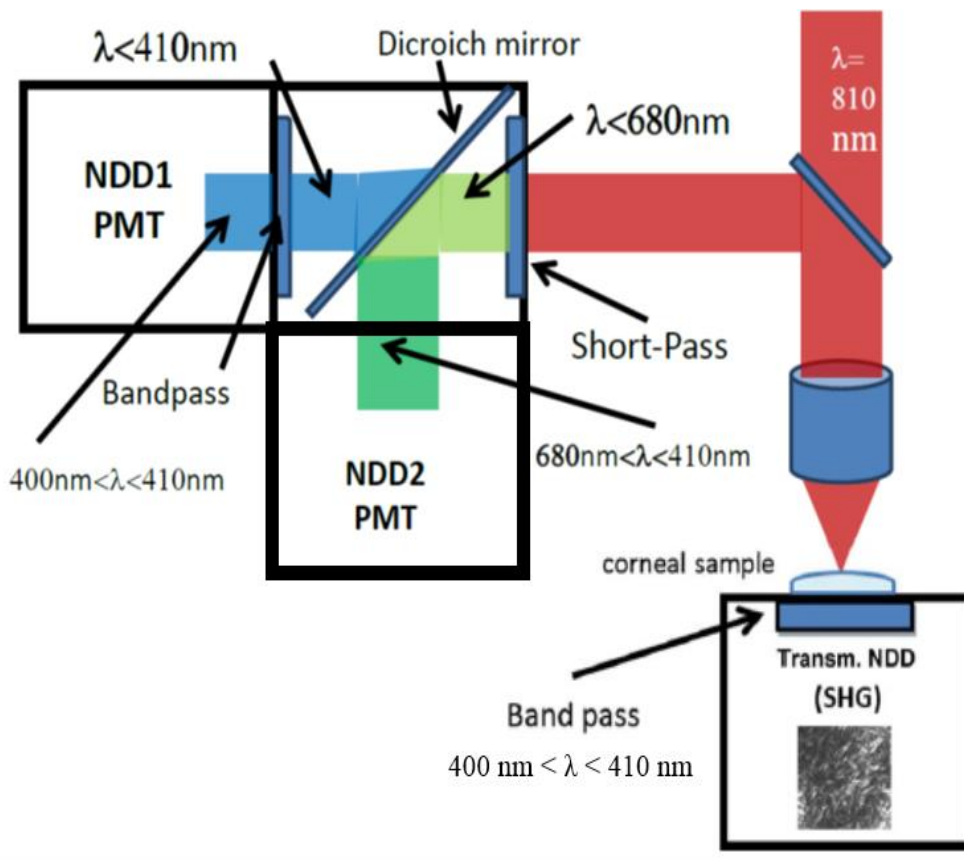 λ<410nm
Dicroich mirror
λ=
810
nm
λ<680nm
NDD1
PMT
Short-Pass
Bandpass
400nm<λ<410nm
680nm<λ<410nm
NDD2
PMT
corneal sample
Transm. NDD
(SHG)
Band pass
400 nm < λ < 410 nm